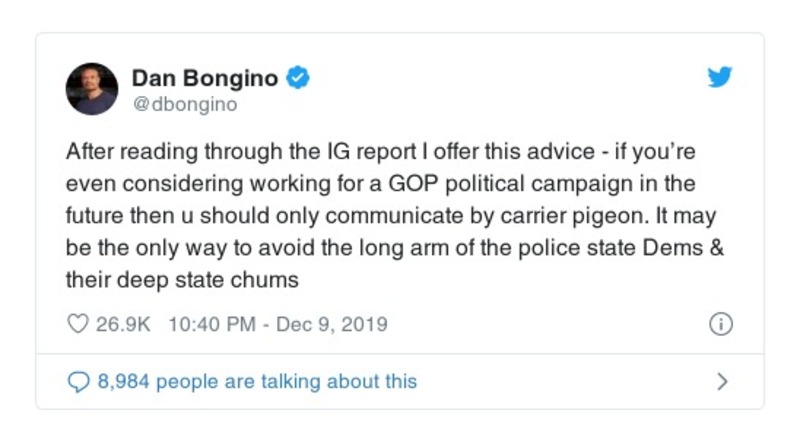 Dan Bongino
@dbongino
After reading through the IG report I offer this advice - if you’re
even considering working for a GOP political campaign in the
future then u should only communicate by carrier pigeon. It may
be the only way to avoid the long arm of the police state Dems &
their deep state chums
26.9K 10:40 PM - Dec 9, 2019
8,984 people are talking about this